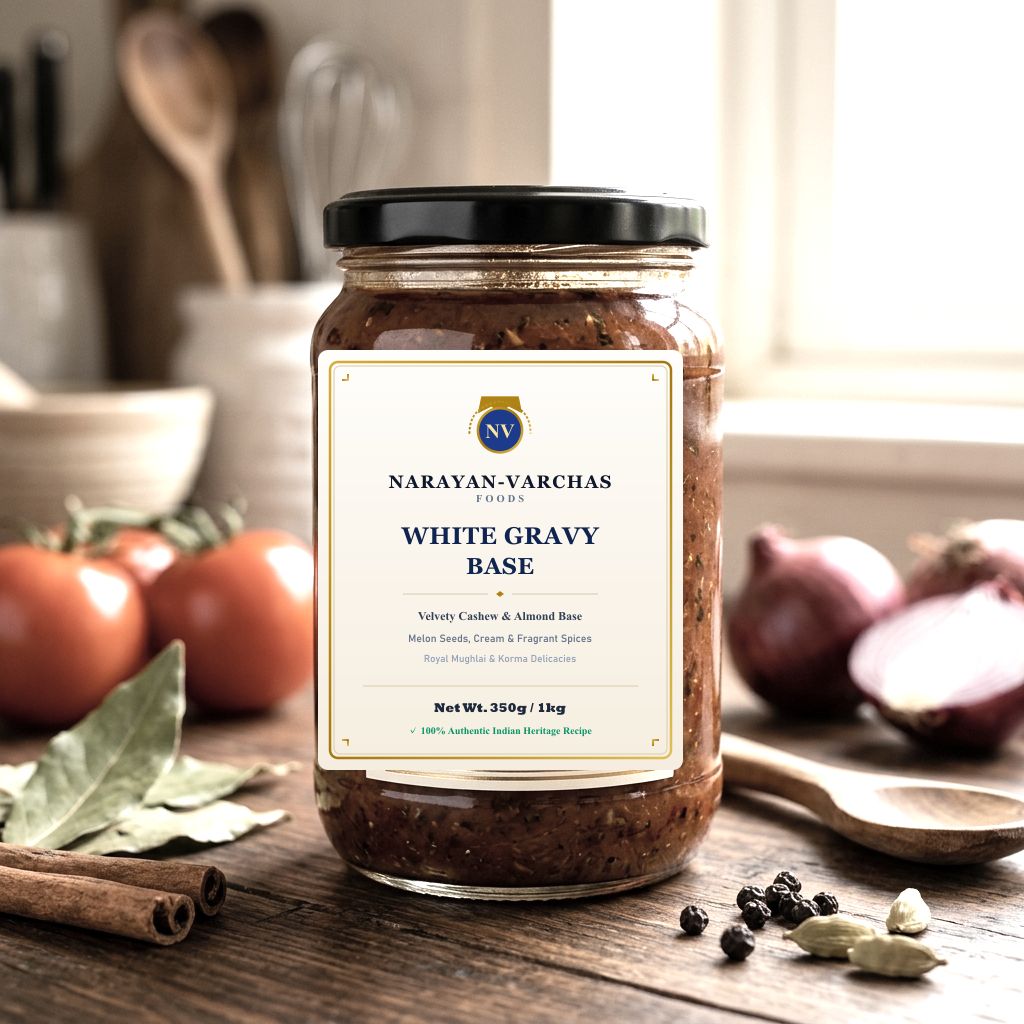 NV
NARAYAN-VARCHAS
FOODS
WHITE GRAVY
BASE
Velvety Cashew & Almond Base
Melon Seeds, Cream & Fragrant Spices
Royal Mughlai & Korma Delicacies
Net Wt. 350g / 1kg
✓ 100% Authentic Indian Heritage Recipe